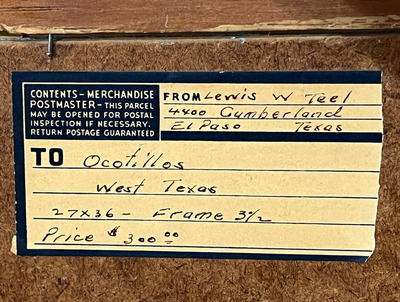 CONTENTS - MERCHANDISE
POSTMASTER - THIS PARCEL
MAY BE OPENED FOR POSTAL
INSPECTION IF NECESSARY.
RETURN POSTAGE GUARANTEED
FROM Lewis W Teel
4400 Cumberland
El Paso Texas
TO Ocotillos
West Texas
27X36 - Frame 3½
Price $300.00